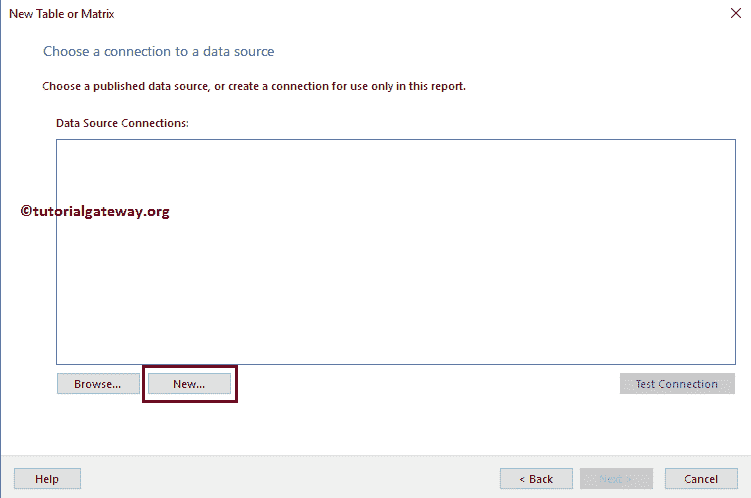 New Table or Matrix
Choose a connection to a data source
Choose a published data source, or create a connection for use only in this report.
Data Source Connections:
©tutorialgateway.org
Browse... New... Test Connection
Help < Back Next > Cancel